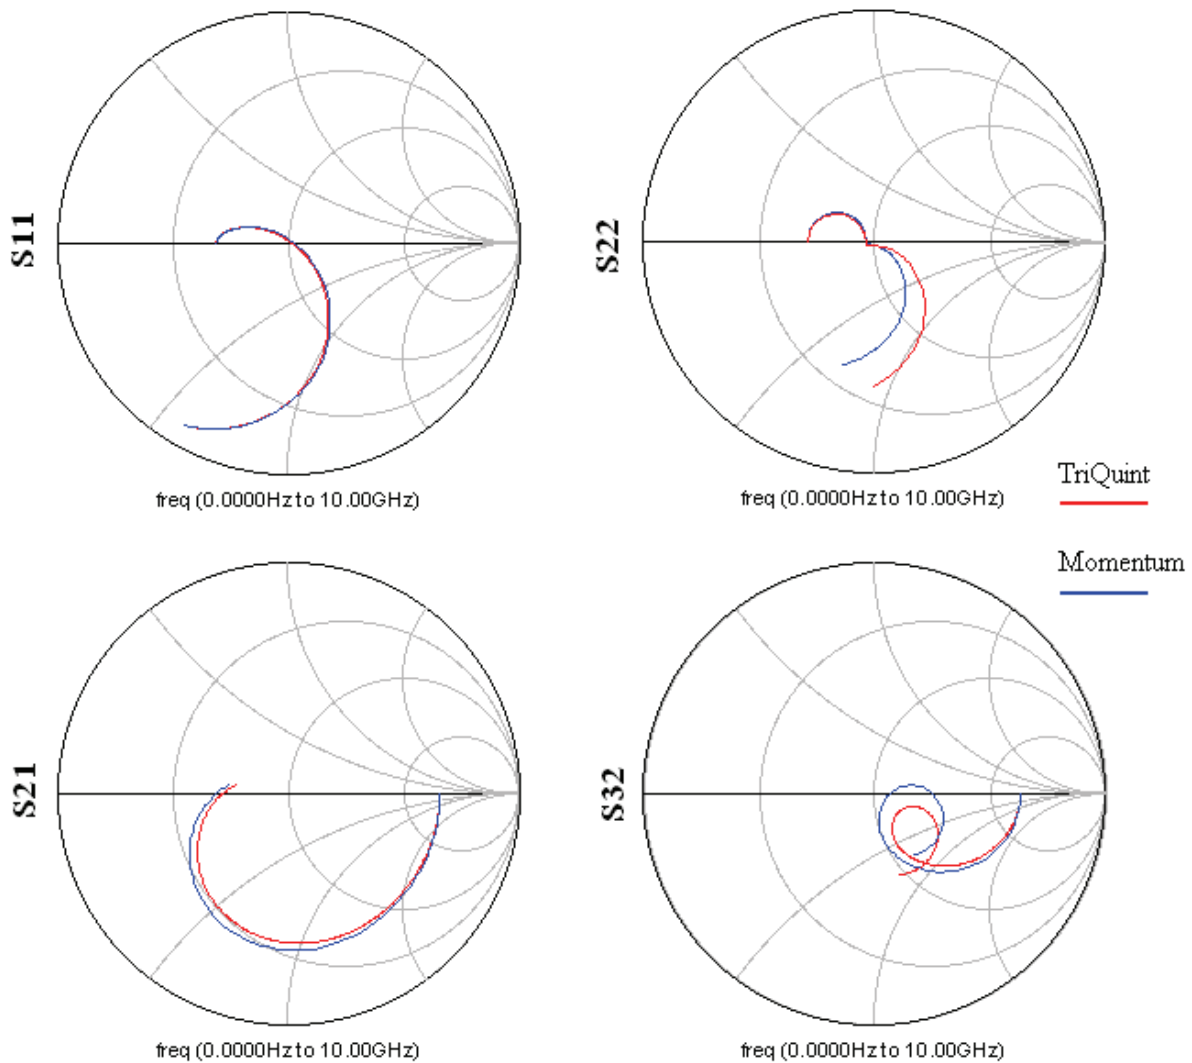 S11
S22
freq (0.0000Hz to 10.00GHz)
freq (0.0000Hz to 10.00GHz)
TriQuint
Momentum
S21
S32
freq (0.0000Hz to 10.00GHz)
freq (0.0000Hz to 10.00GHz)